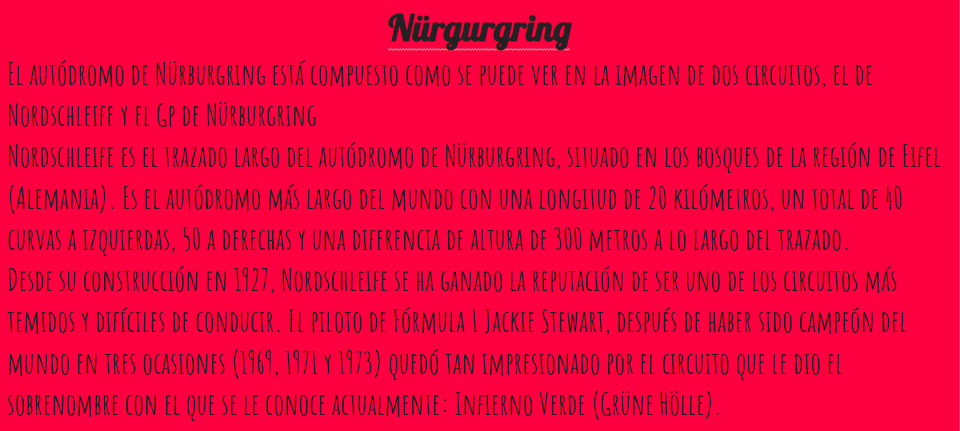 Nürgurgring
El autódromo de Nürburgring está compuesto como se puede ver en la imagen de dos circuitos, el de
Nordschleife y el Gp de Nürburgring
Nordschleife es el trazado largo del autódromo de Nürburgring, situado en los bosques de la región de Eifel
(Alemania). Es el autódromo más largo del mundo con una longitud de 20 kilómetros, un total de 40
curvas a izquierdas, 50 a derechas y una diferencia de altura de 300 metros a lo largo del trazado.
Desde su construcción en 1927, Nordschleife se ha ganado la reputación de ser uno de los circuitos más
temidos y difíciles de conducir. El piloto de Fórmula 1 Jackie Stewart, después de haber sido campeón del
mundo en tres ocasiones (1969, 1971 y 1973) quedó tan impresionado por el circuito que le dio el
sobrenombre con el que se le conoce actualmente: Infierno Verde (Grüne Hölle).